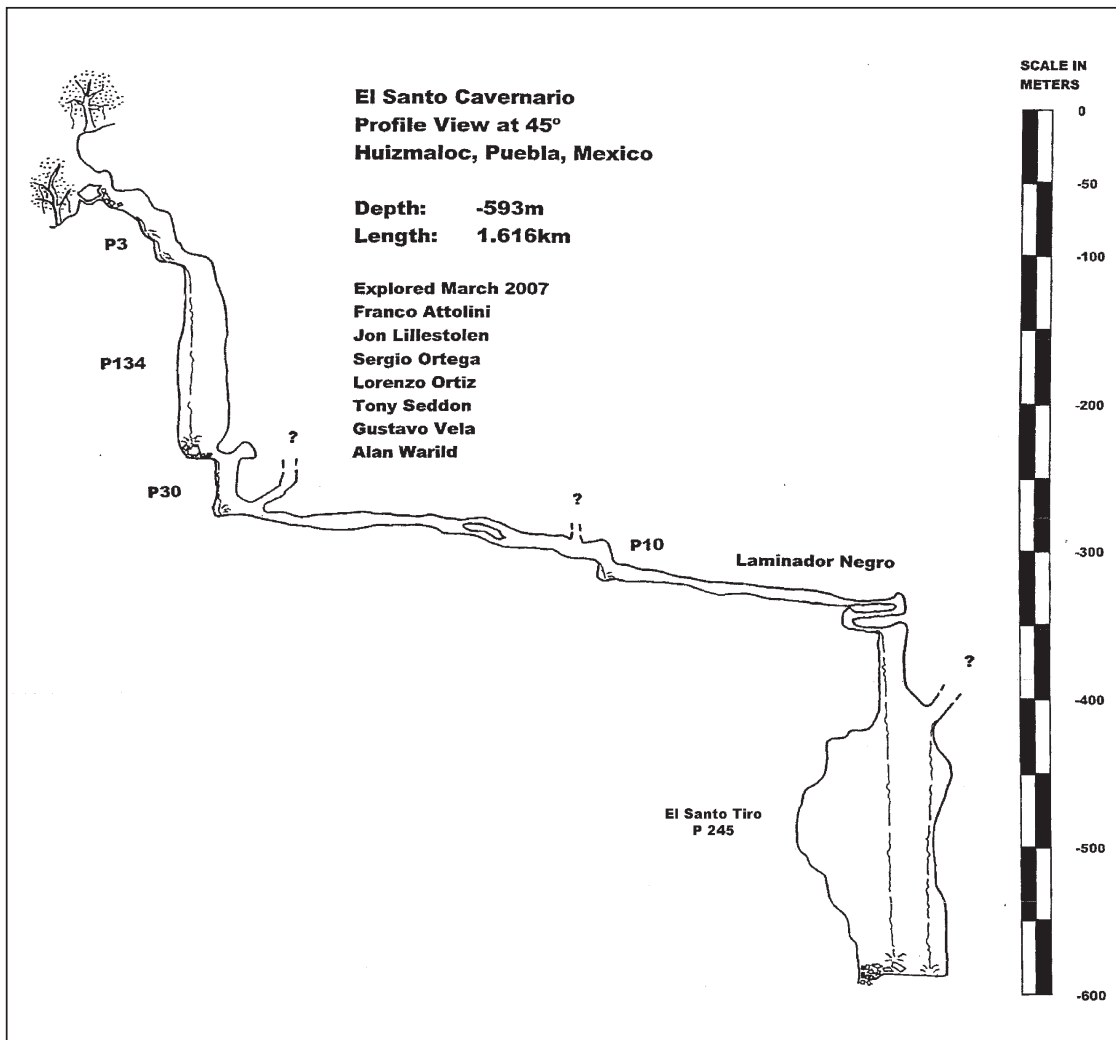 El Santo Cavernario
Profile View at 45º
Huizmaloc, Puebla, Mexico
Depth: -593m
Length: 1.616km
Explored March 2007
Franco Attolini
Jon Lillestolen
Sergio Ortega
Lorenzo Ortiz
Tony Seddon
Gustavo Vela
Alan Warild
P3
P134
?
P30
?
P10
Laminador Negro
?
El Santo Tiro
P 245
SCALE IN
METERS
0
-50
-100
-200
-300
-400
-500
-600